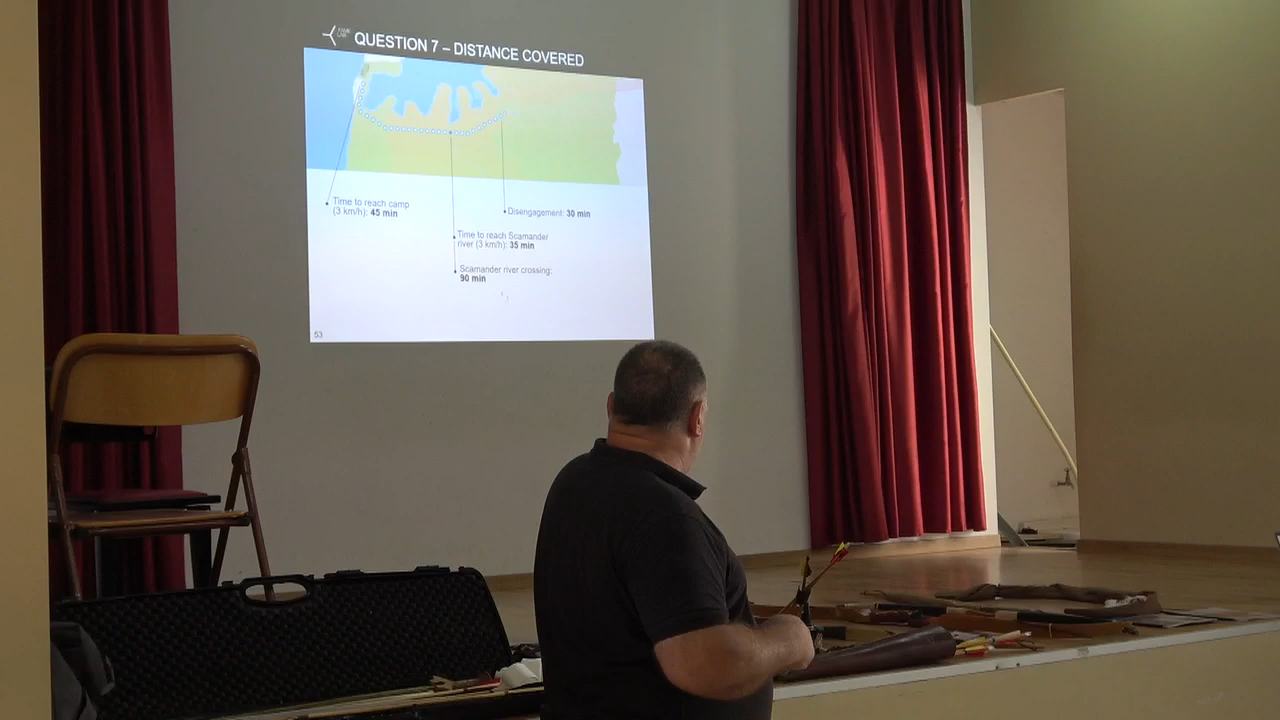 QUESTION 7 – DISTANCE COVERED
Time to reach camp
(3 km/h): 45 min
Disengagement: 30 min
Time to reach Scamander
river (3 km/h): 35 min
Scamander river crossing:
90 min
53